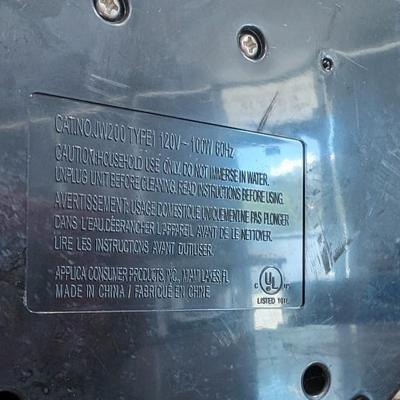 CAT.NO.JW200 TYPE1 120V~ 100W 60Hz
CAUTION:HOUSEHOLD USE ONLY. DO NOT IMMERSE IN WATER.
UNPLUG UNIT BEFORE CLEANING. READ INSTRUCTIONS BEFORE USING.
AVERTISSEMENT: USAGE DOMESTIQUE UNIQUEMENT.NE PAS PLONGER
DANS L'EAU.DÉBRANCHER L'APPAREIL AVANT DE LE NETTOYER.
LIRE LES INSTRUCTIONS AVANT D'UTILISER.
APPLICA CONSUMER PRODUCTS, INC., MIAMI LAKES, FL
MADE IN CHINA / FABRIQUÉ EN CHINE
C UL
LISTED